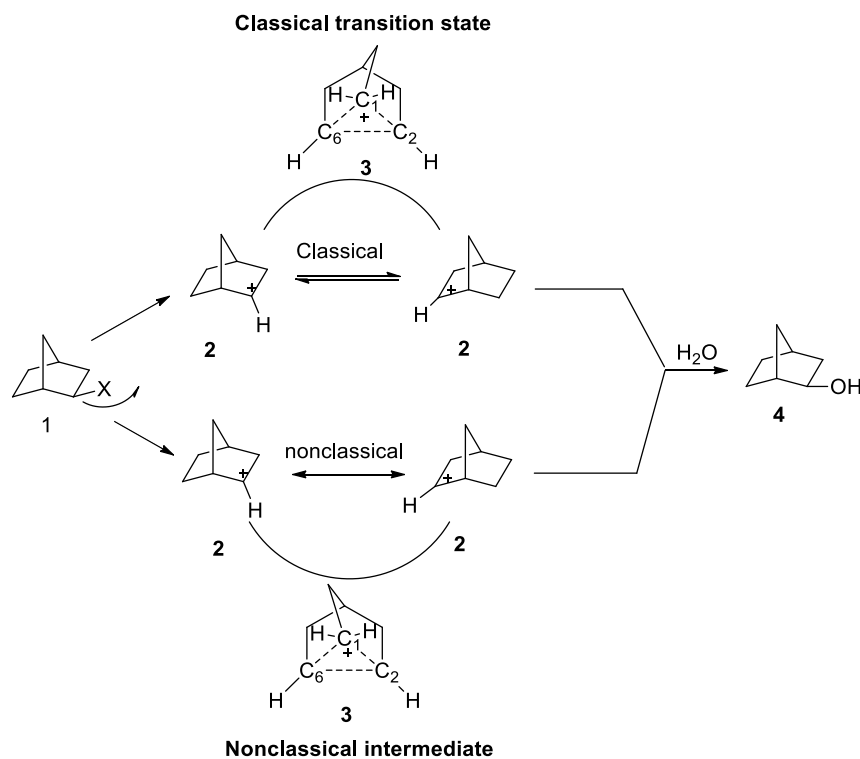 Classical transition state
H C1 H
+
C6 C2
H H
3
Classical
+ +
H H
2 2
X
1
H2O
OH
4
nonclassical
+ +
H H
2 2
H C1 H
+
C6 C2
H H
3
Nonclassical intermediate